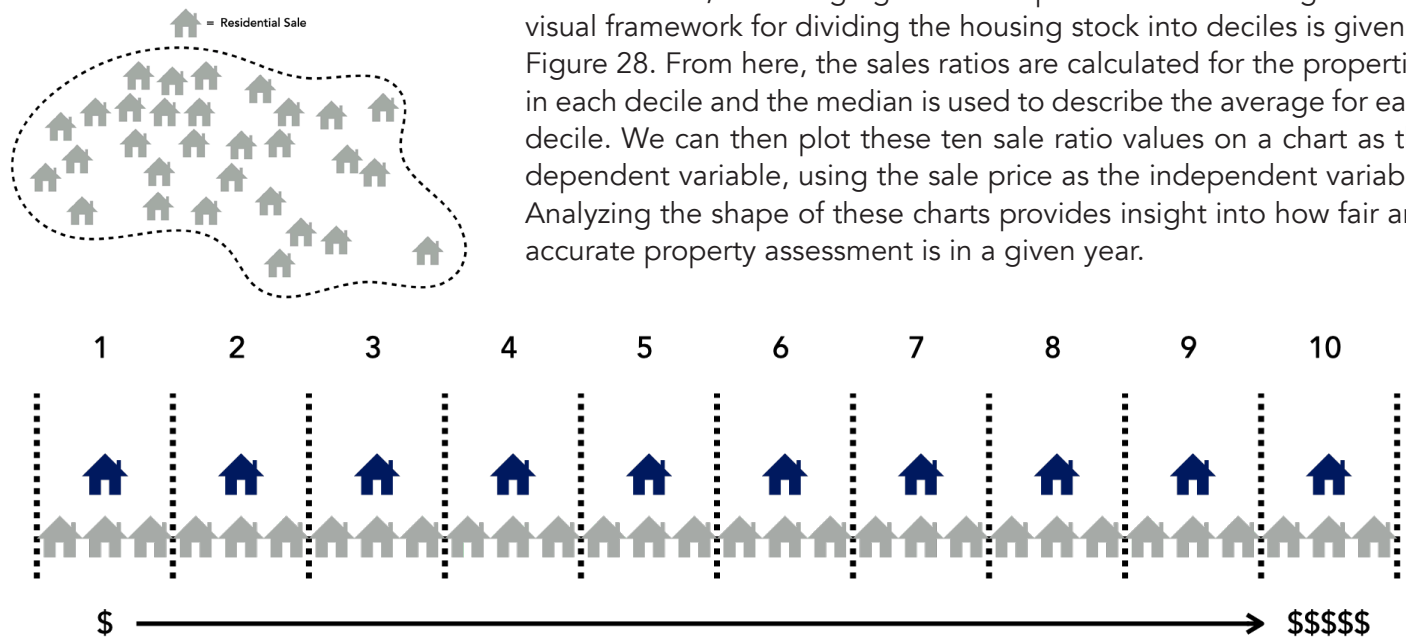 = Residential Sale
visual framework for dividing the housing stock into deciles is given
Figure 28. From here, the sales ratios are calculated for the properti
in each decile and the median is used to describe the average for ea
decile. We can then plot these ten sale ratio values on a chart as t
dependent variable, using the sale price as the independent variab
Analyzing the shape of these charts provides insight into how fair a
accurate property assessment is in a given year.
1 2 3 4 5 6 7 8 9 10
$ $$$$$